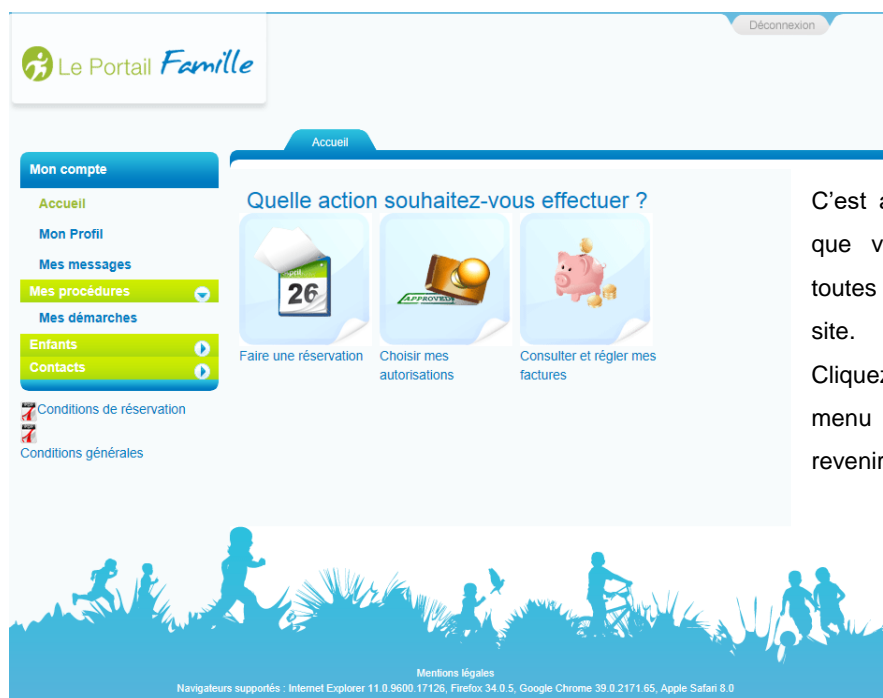 Déconnexion
Le Portail Famille
Accueil
Mon compte
Accueil
Mon Profil
Mes messages
Mes procédures
Mes démarches
Enfants
Contacts
Conditions de réservation
Conditions générales
Quelle action souhaitez-vous effectuer ?
April
26
APPROVED
Faire une réservation
Choisir mes
autorisations
Consulter et régler mes
factures
C'est
que
toutes
site.
menu
Mentions légales
Navigateurs supportés : Internet Explorer 11.0.9600.17126, Firefox 34.0.5, Google Chrome 39.0.2171.65, Apple Safari 8.0